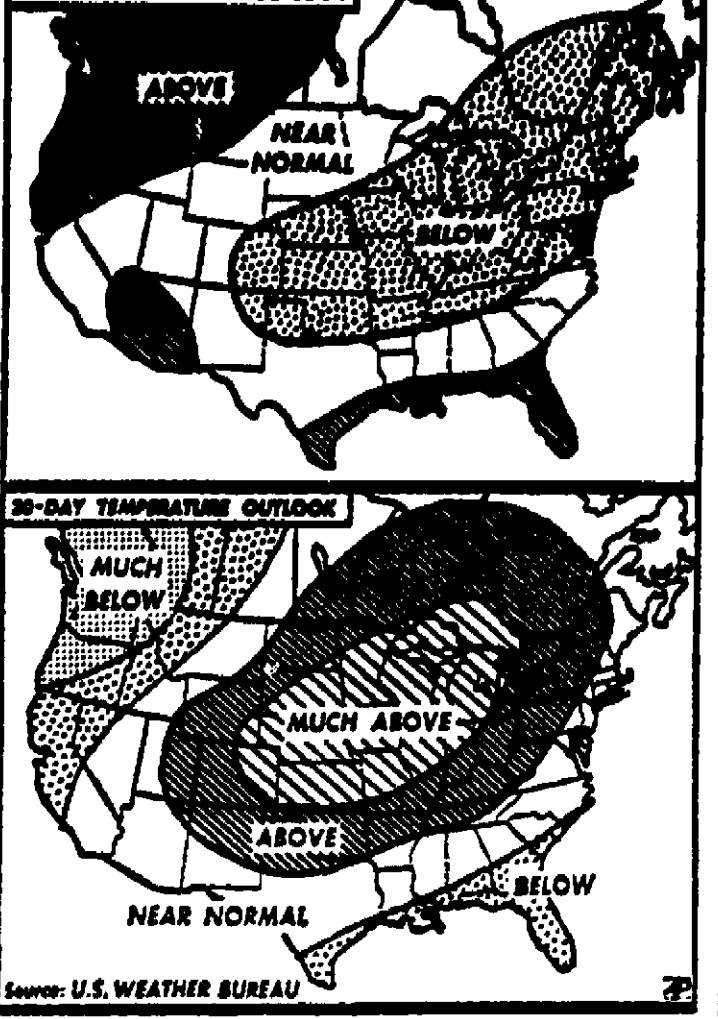 ABOVE
NEAR
NORMAL
BELOW
30-DAY TEMPERATURE OUTLOOK
MUCH
BELOW
MUCH ABOVE
ABOVE
BELOW
NEAR NORMAL
Source: U.S. WEATHER BUREAU